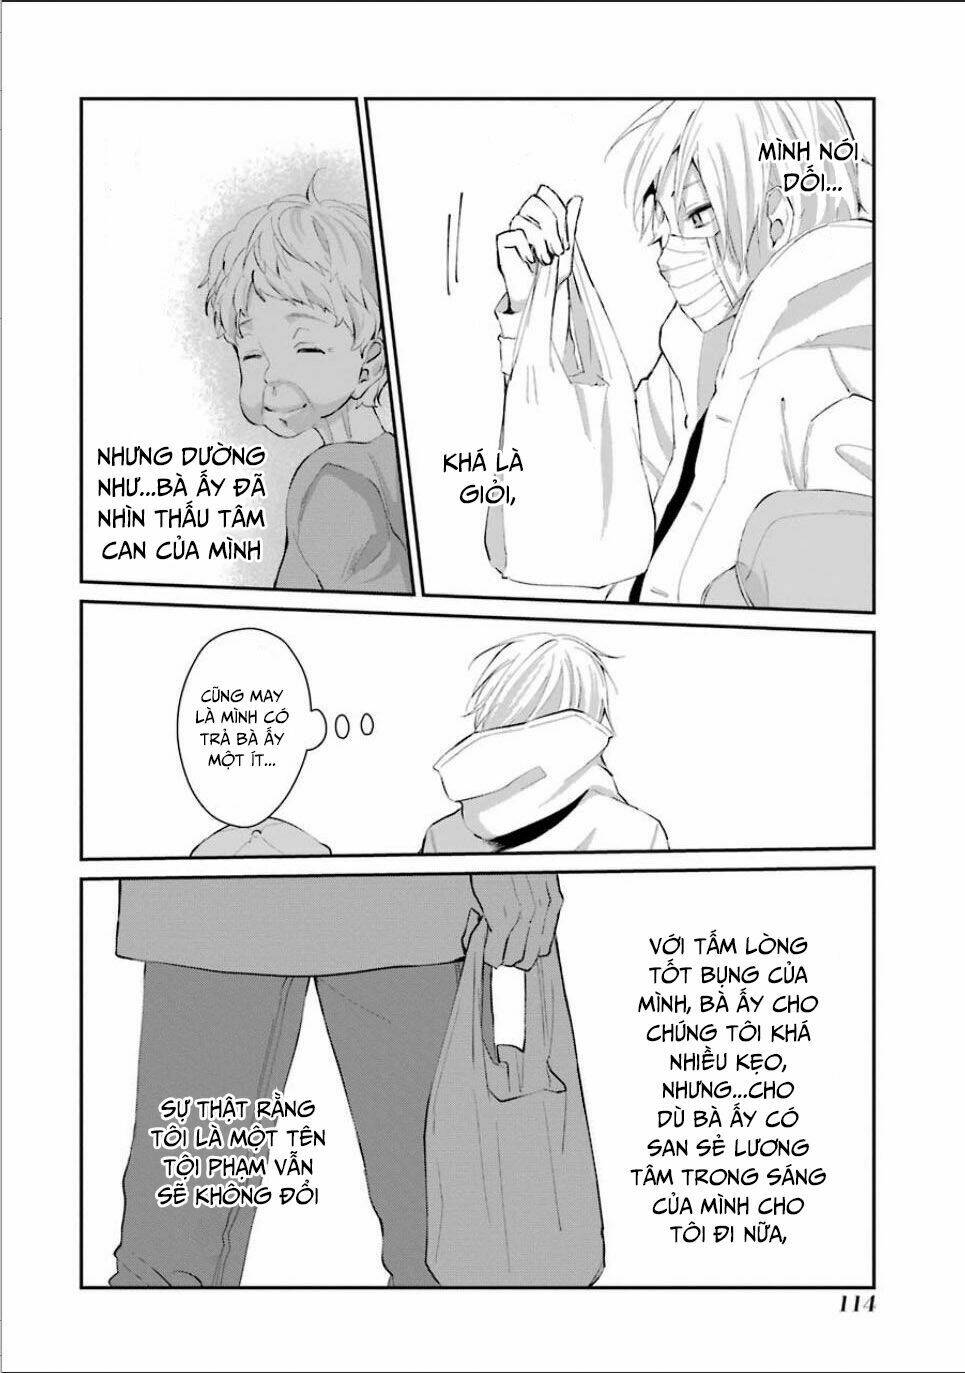 MÌNH NÓI
DỐI...
KHÁ LÀ
GIỎI,
NHƯNG DƯỜNG
NHƯ...BÀ ẤY ĐÃ
NHÌN THẤU TÂM
CAN CỦA MÌNH
CŨNG MAY
LÀ MÌNH CÓ
TRẢ BÀ ẤY
MỘT ÍT...
VỚI TẤM LÒNG
TỐT BỤNG CỦA
MÌNH, BÀ ẤY CHO
CHÚNG TÔI KHÁ
NHIỀU KẸO,
NHƯNG...CHO
DÙ BÀ ẤY CÓ
SAN SẺ LƯƠNG
TÂM TRONG SÁNG
CỦA MÌNH CHO
TÔI ĐI NỮA,
SỰ THẬT RẰNG
TÔI LÀ MỘT TÊN
TỘI PHẠM VẪN
SẼ KHÔNG ĐỔI
114